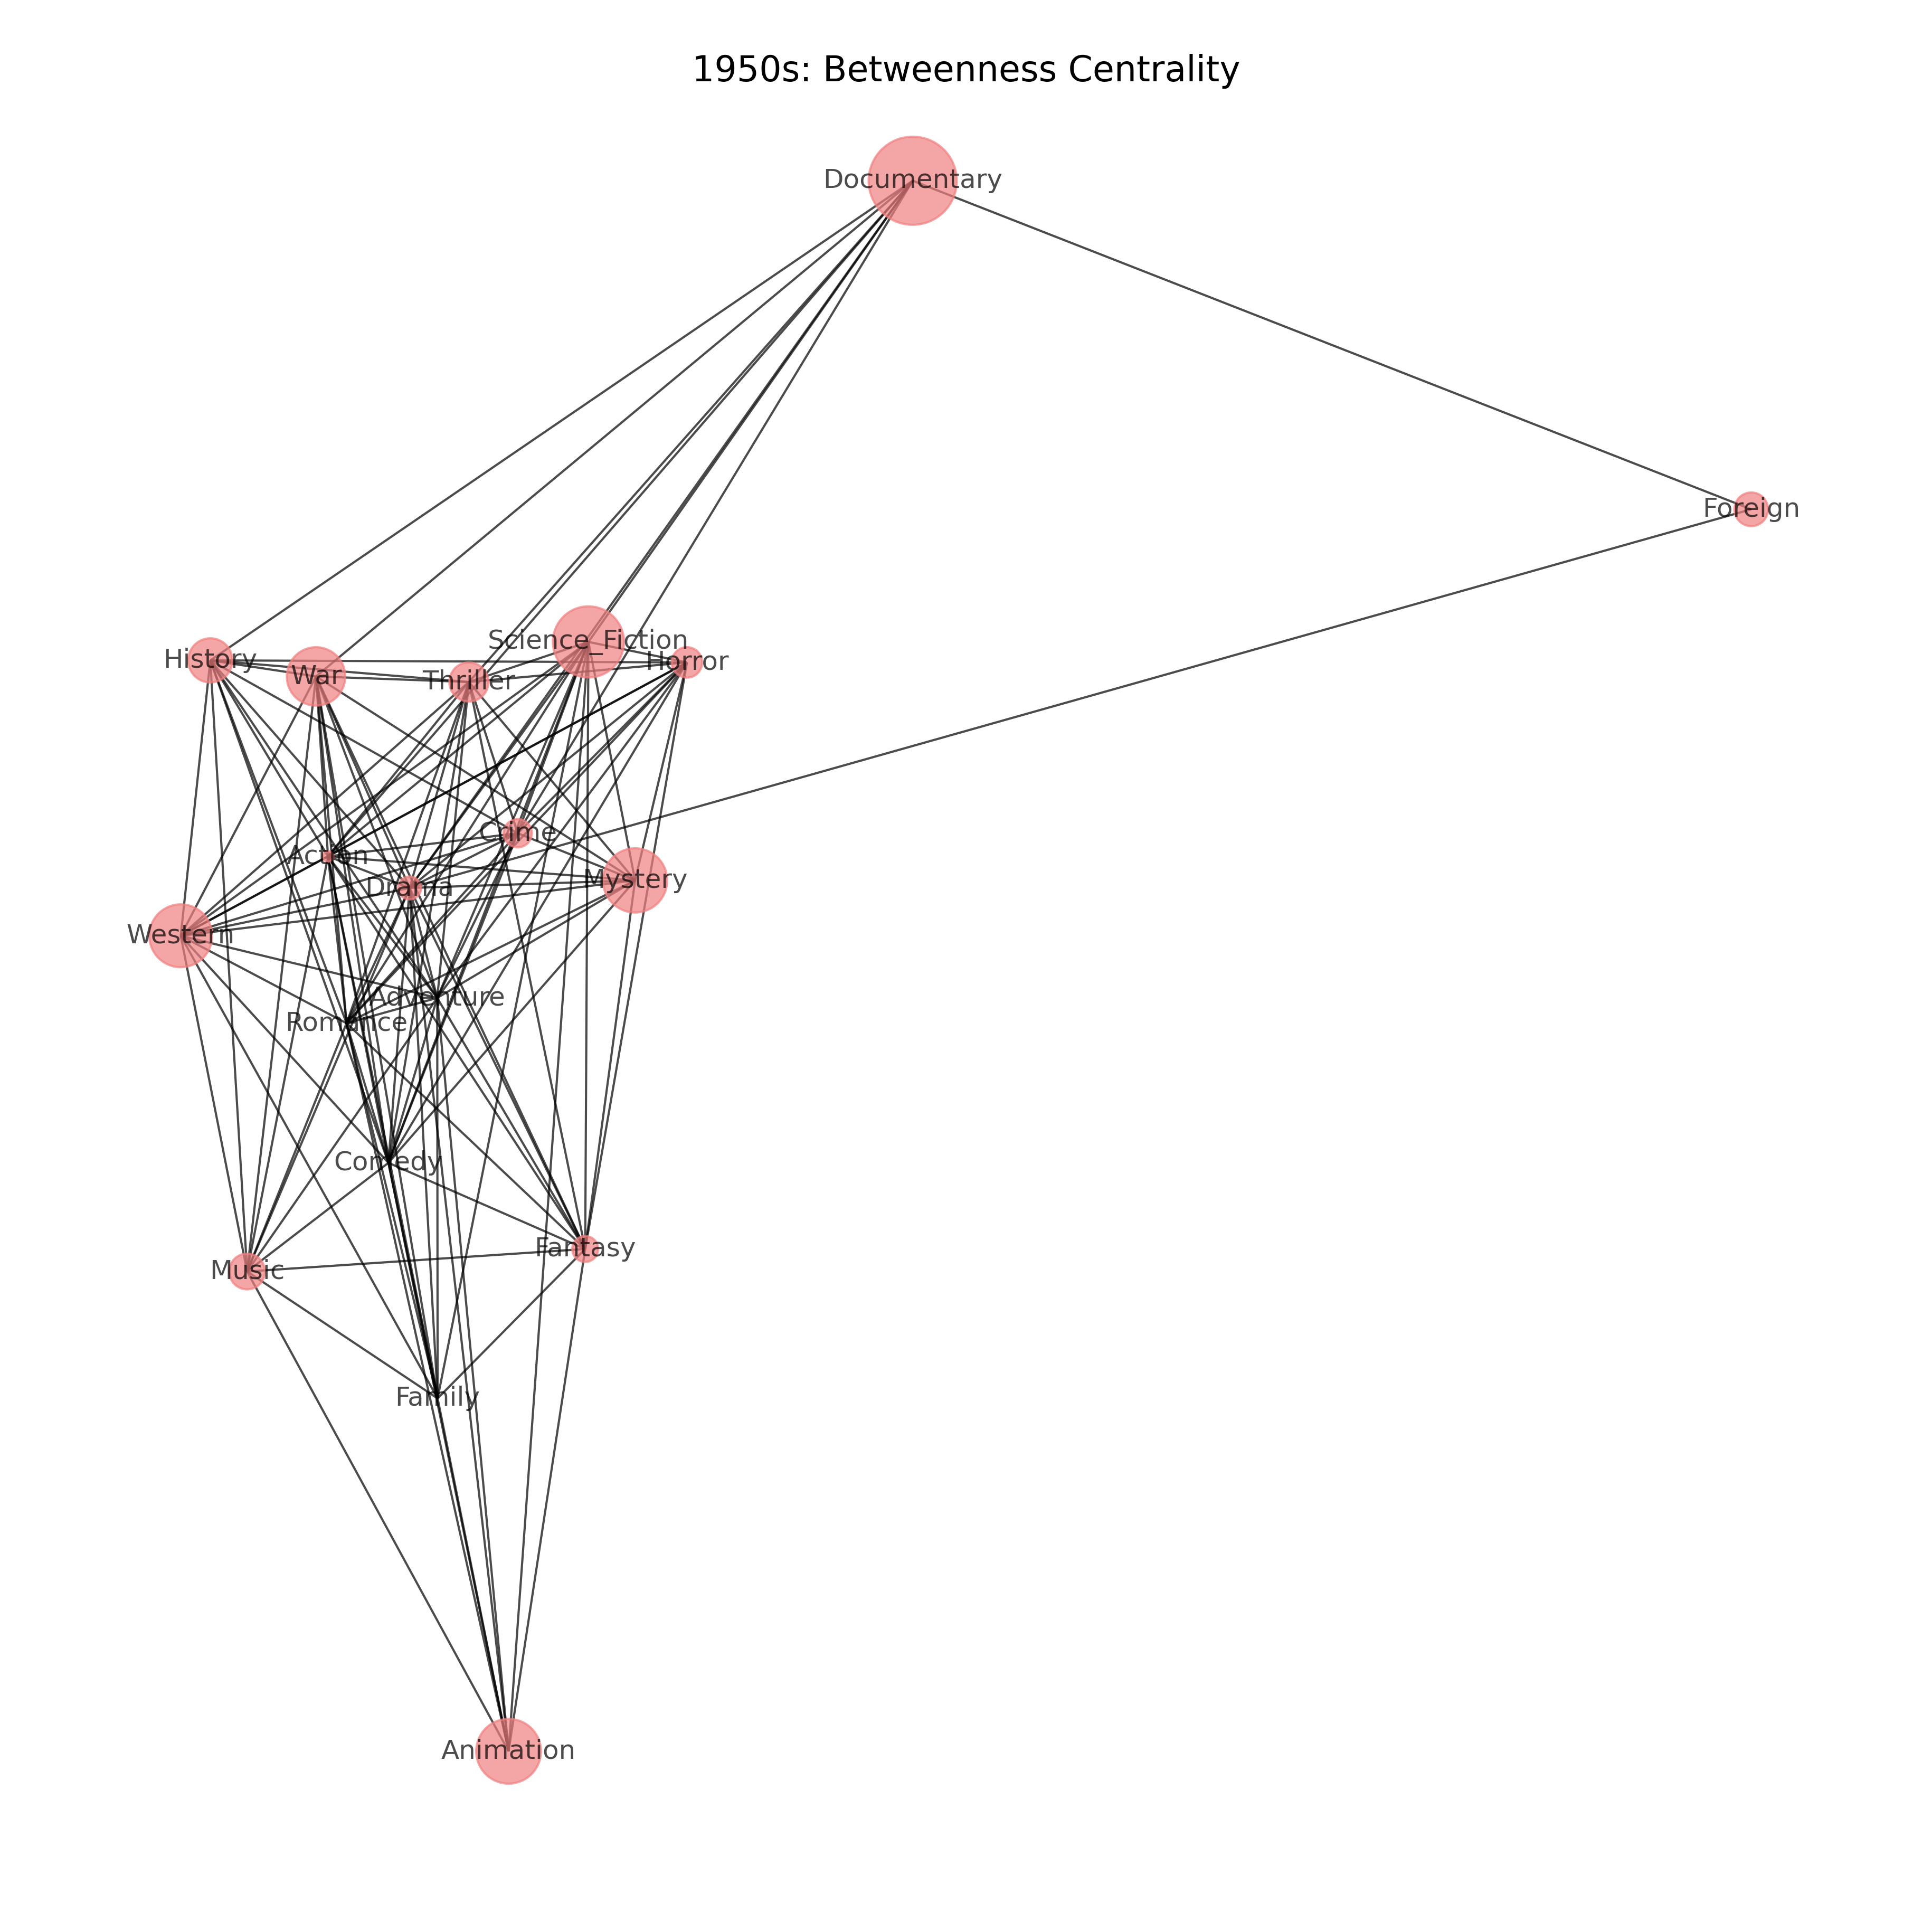 1950s: Betweenness Centrality
Documentary
Foreign
Science_Fiction
History
Horror
War
Thriller
Crime
Action
Drama
Mystery
Western
Adventure
Romance
Comedy
Fantasy
Music
Family
Animation